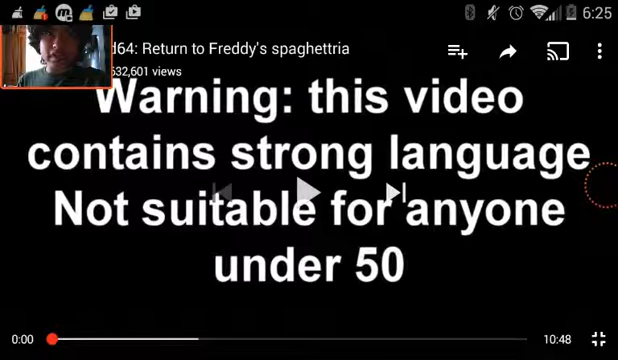 6:25
d64: Return to Freddy's spaghettria
632,601 views
Warning: this video
contains strong language
Not suitable for anyone
under 50
0:00
10:48